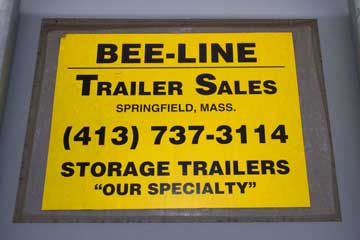 BEE-LINE
TRAILER SALES
SPRINGFIELD, MASS.
(413) 737-3114
STORAGE TRAILERS
"OUR SPECIALTY"